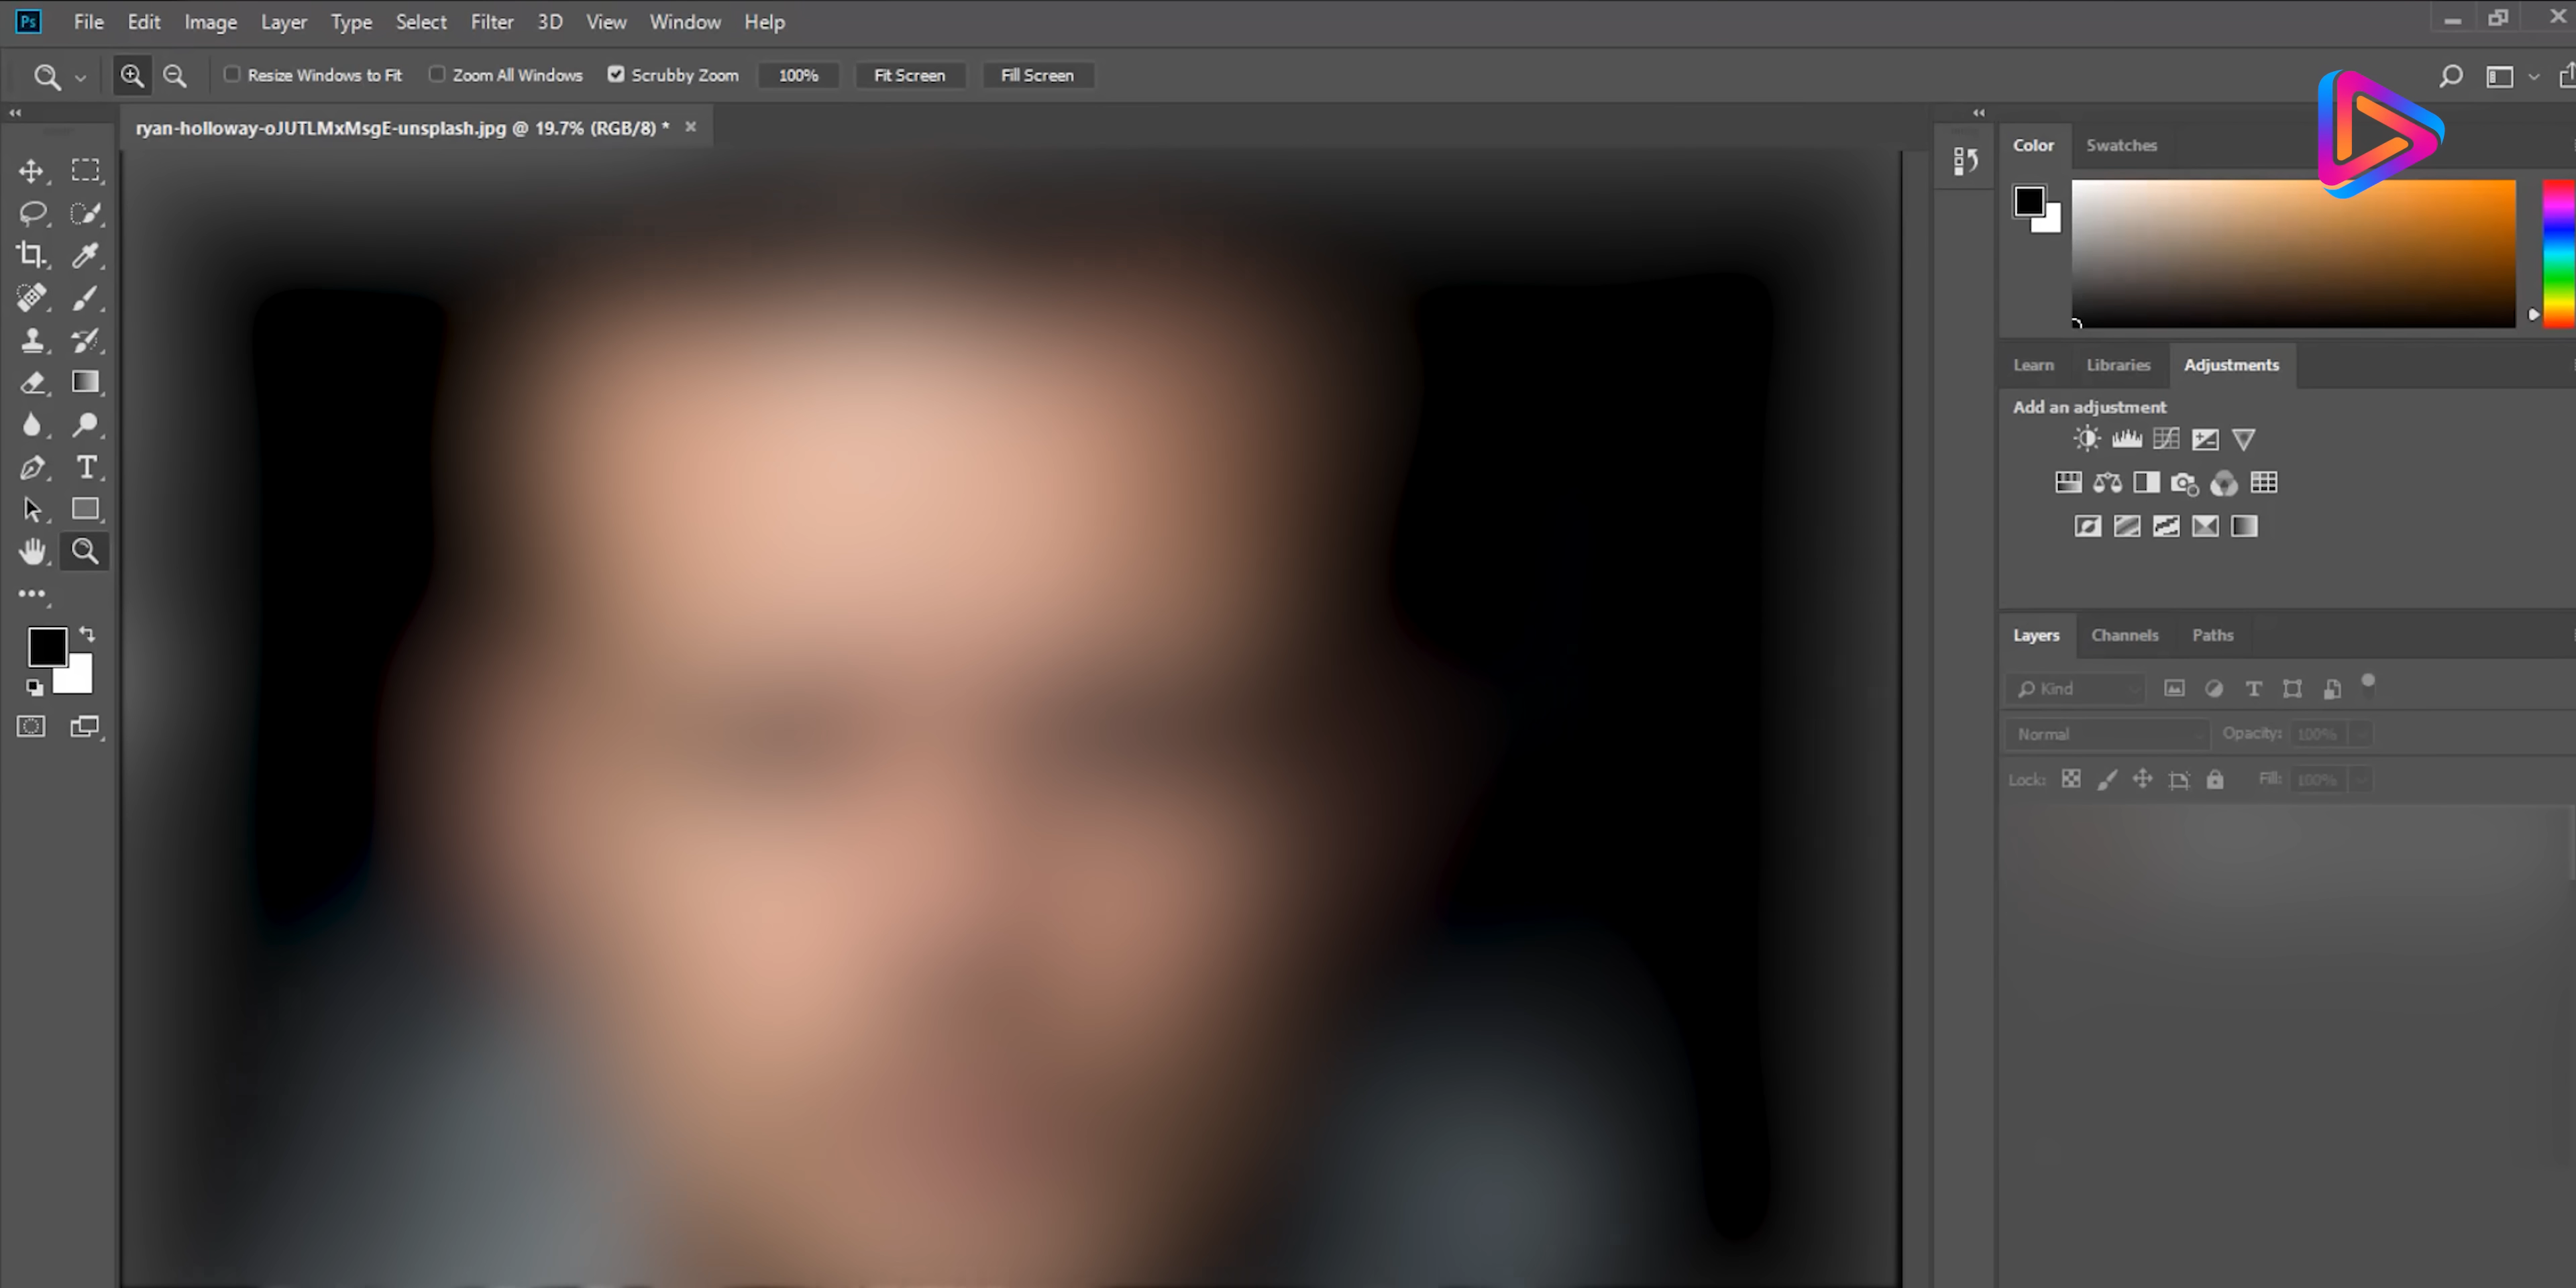 Ps File Edit Image Layer Type Select Filter 3D View Window Help
Resize Windows to Fit Zoom All Windows Scrubby Zoom 100% Fit Screen Fill Screen
ryan-holloway-oJUTLMxMsgE-unsplash.jpg @ 19.7% (RGB/8) *
Color Swatches
Learn Libraries Adjustments
Add an adjustment
Layers Channels Paths
Kind
Normal Opacity: 100%
Lock: Fill: 100%